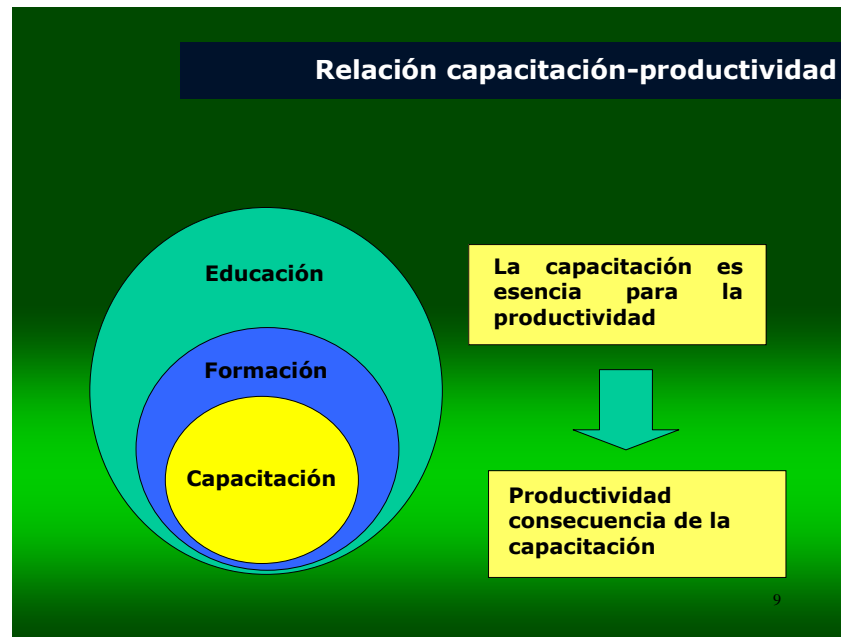 Relación capacitación-productividad
Educación
Formación
Capacitación
La capacitación es
esencia para la
productividad
Productividad
consecuencia de la
capacitación
9